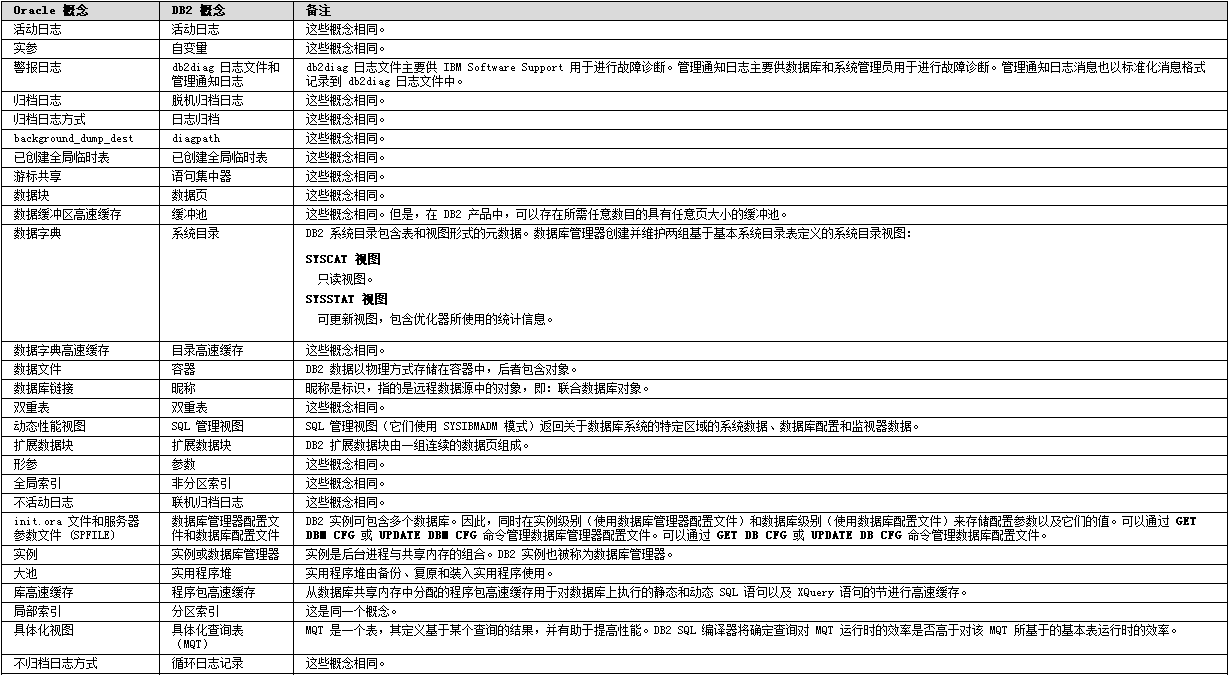 Oracle 概念 DB2 概念 备注
活动日志 活动日志 这些概念相同。
实参 自变量 这些概念相同。
警报日志 db2diag 日志文件和 db2diag 日志文件主要供 IBM Software Support 用于进行故障诊断。管理通知日志主要供数据库和系统管理员用于进行故障诊断。管理通知日志消息也以标准化消息格式
管理通知日志 记录到 db2diag 日志文件中。
归档日志 脱机归档日志 这些概念相同。
归档日志方式 日志归档 这些概念相同。
background_dump_dest diagpath 这些概念相同。
已创建全局临时表 已创建全局临时表 这些概念相同。
游标共享 语句集中器 这些概念相同。
数据块 数据页 这些概念相同。
数据缓冲区高速缓存 缓冲池 这些概念相同。但是，在 DB2 产品中，可以存在所需任意数目的具有任意页大小的缓冲池。
数据字典 系统目录 DB2 系统目录包含表和视图形式的元数据。数据库管理器创建并维护两组基于基本系统目录表定义的系统目录视图：
SYSCAT 视图
只读视图。
SYSSTAT 视图
可更新视图，包含优化器所使用的统计信息。
数据字典高速缓存 目录高速缓存 这些概念相同。
数据文件 容器 DB2 数据以物理方式存储在容器中，后者包含对象。
数据库链接 昵称 昵称是标识，指的是远程数据源中的对象，即：联合数据库对象。
双重表 双重表 这些概念相同。
动态性能视图 SQL 管理视图 SQL 管理视图（它们使用 SYSIBMADM 模式）返回关于数据库系统的特定区域的系统数据、数据库配置和监视器数据。
扩展数据块 扩展数据块 DB2 扩展数据块由一组连续的数据页组成。
形参 参数 这些概念相同。
全局索引 非分区索引 这些概念相同。
不活动日志 联机归档日志 这些概念相同。
init.ora 文件和服务器 数据库管理器配置文 DB2 实例可包含多个数据库。因此，同时在实例级别（使用数据库管理器配置文件）和数据库级别（使用数据库配置文件）来存储配置参数以及它们的值。可以通过 GET
参数文件 (SPFILE) 件和数据库配置文件 DBM CFG 或 UPDATE DBM CFG 命令管理数据库管理器配置文件。可以通过 GET DB CFG 或 UPDATE DB CFG 命令管理数据库配置文件。
实例 实例或数据库管理器 实例是后台进程与共享内存的组合。DB2 实例也被称为数据库管理器。
大池 实用程序堆 实用程序堆由备份、复原和装入实用程序使用。
库高速缓存 程序包高速缓存 从数据库共享内存中分配的程序包高速缓存用于对数据库上执行的静态和动态 SQL 语句以及 XQuery 语句的节进行高速缓存。
局部索引 分区索引 这是同一个概念。
具体化视图 具体化查询表 MQT 是一个表，其定义基于某个查询的结果，并有助于提高性能。DB2 SQL 编译器将确定查询对 MQT 运行时的效率是否高于对该 MQT 所基于的基本表运行时的效率。
（MQT）
不归档日志方式 循环日志记录 这些概念相同。